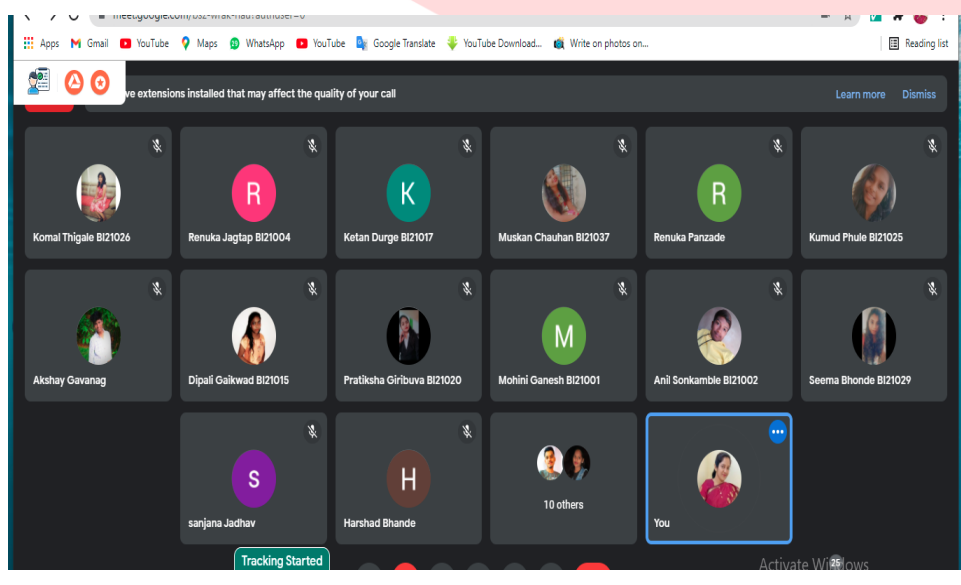 Apps Gmail YouTube Maps WhatsApp YouTube Google Translate YouTube Download... Write on photos on... Reading list
ve extensions installed that may affect the quality of your call Learn more Dismiss
R K R
Komal Thigale BI21026 Renuka Jagtap BI21004 Ketan Durge BI21017 Muskan Chauhan BI21037 Renuka Panzade Kumud Phule BI21025
M
Akshay Gavanag Dipali Gaikwad BI21015 Pratiksha Giribuva BI21020 Mohini Ganesh BI21001 Anil Sonkamble BI21002 Seema Bhonde BI21029
S H
10 others
sanjana Jadhav Harshad Bhande You
Tracking Started
25
Activate Windows